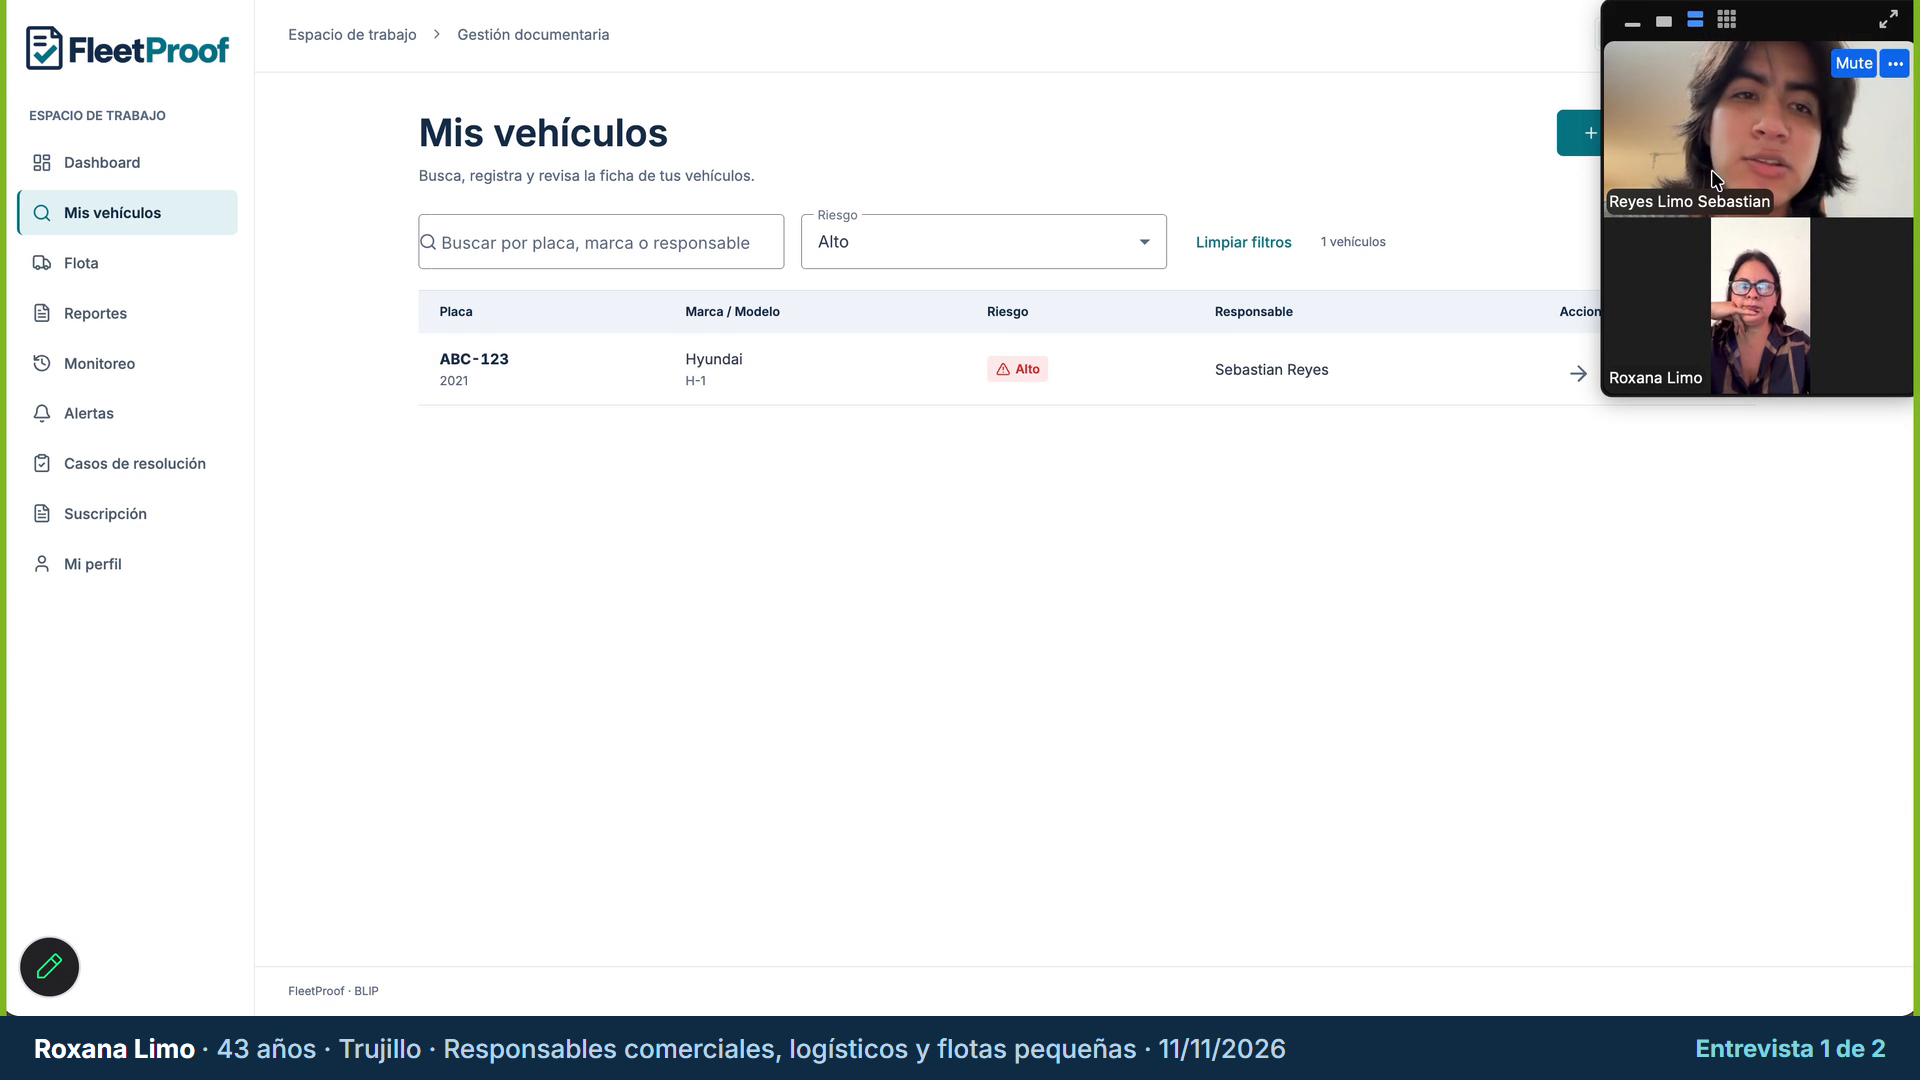 FleetProof
Espacio de trabajo > Gestión documentaria
ESPACIO DE TRABAJO
Dashboard
Mis vehículos
Flota
Reportes
Monitoreo
Alertas
Casos de resolución
Suscripción
Mi perfil
Mis vehículos
+
Busca, registra y revisa la ficha de tus vehículos.
Buscar por placa, marca o responsable
Riesgo
Alto
Limpiar filtros
1 vehículos
Placa Marca / Modelo Riesgo Responsable Accion
ABC-123 Hyundai Alto Sebastian Reyes
2021 H-1
Mute
Reyes Limo Sebastian
Roxana Limo
FleetProof · BLIP
Roxana Limo · 43 años · Trujillo · Responsables comerciales, logísticos y flotas pequeñas · 11/11/2026
Entrevista 1 de 2